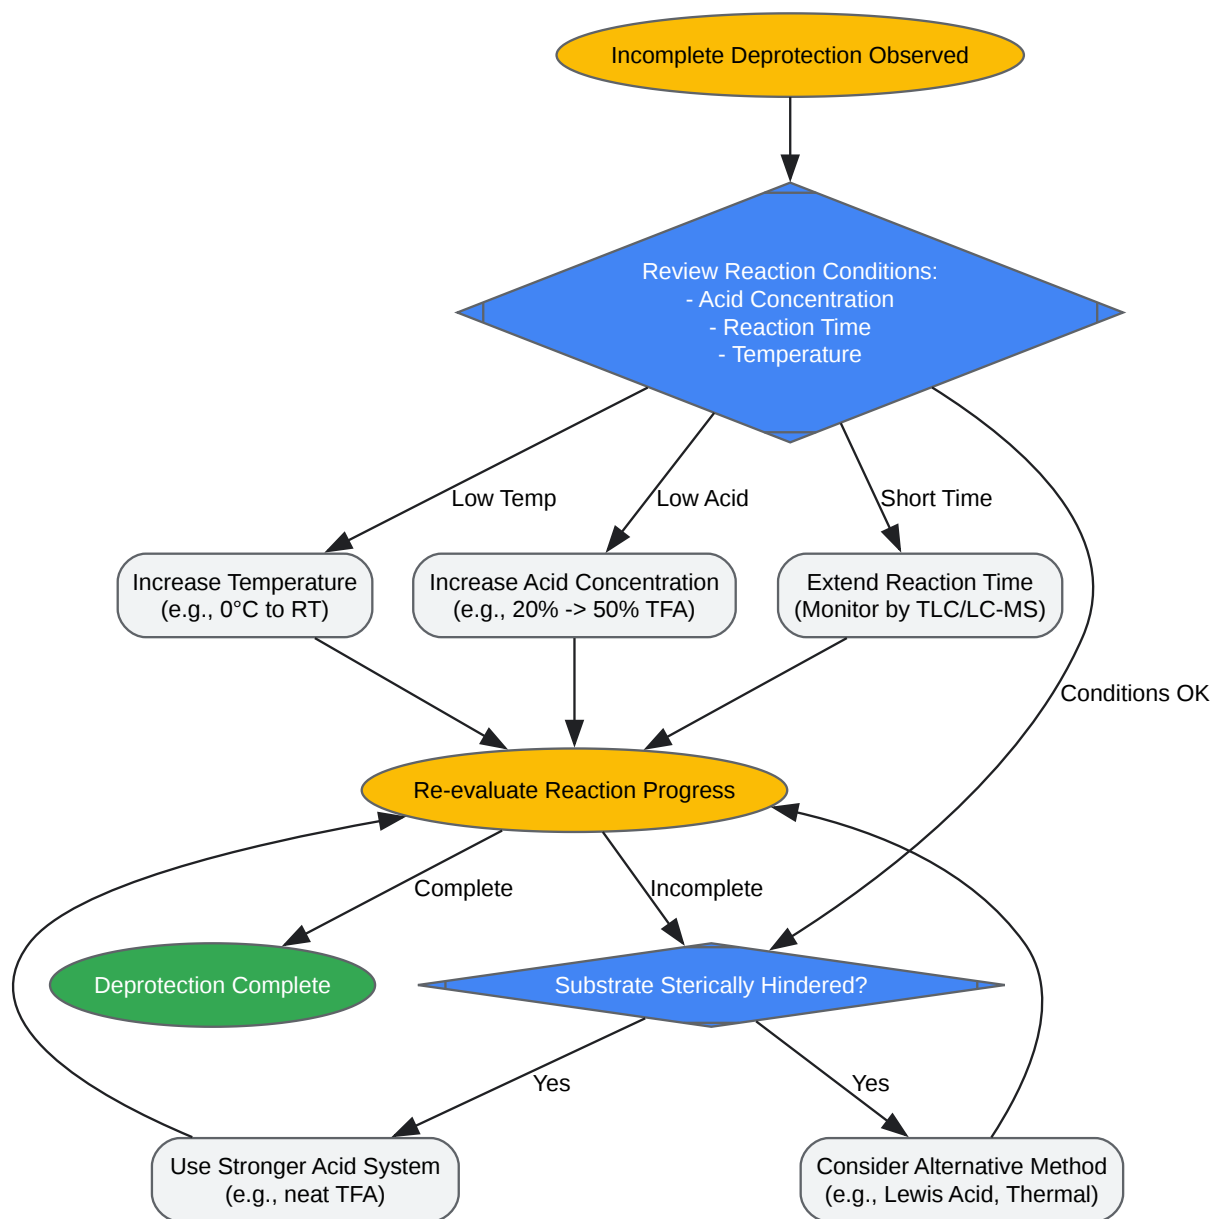 Incomplete Deprotection Observed
Review Reaction Conditions:
- Acid Concentration
- Reaction Time
- Temperature
Low Temp
Low Acid
Short Time
Increase Temperature
(e.g., 0°C to RT)
Increase Acid Concentration
(e.g., 20% -> 50% TFA)
Extend Reaction Time
(Monitor by TLC/LC-MS)
Conditions OK
Re-evaluate Reaction Progress
Complete
Incomplete
Deprotection Complete
Substrate Sterically Hindered?
Yes
Yes
Use Stronger Acid System
(e.g., neat TFA)
Consider Alternative Method
(e.g., Lewis Acid, Thermal)